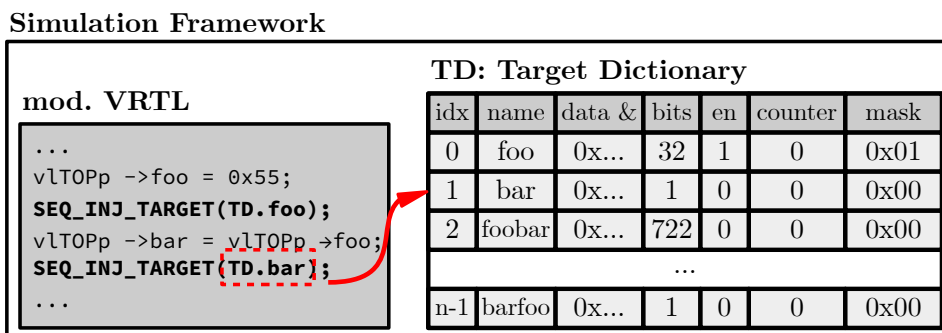 Simulation Framework
mod. VRTL
...
vlTOPp ->foo = 0x55;
SEQ_INJ_TARGET(TD.foo);
vlTOPp ->bar = vlTOPp →foo;
SEQ_INJ_TARGET(TD.bar);
...
TD: Target Dictionary
idx name data & bits en counter mask
0 foo 0x... 32 1 0 0x01
1 bar 0x... 1 0 0 0x00
2 foobar 0x... 722 0 0 0x00
...
n-1 barfoo 0x... 1 0 0 0x00